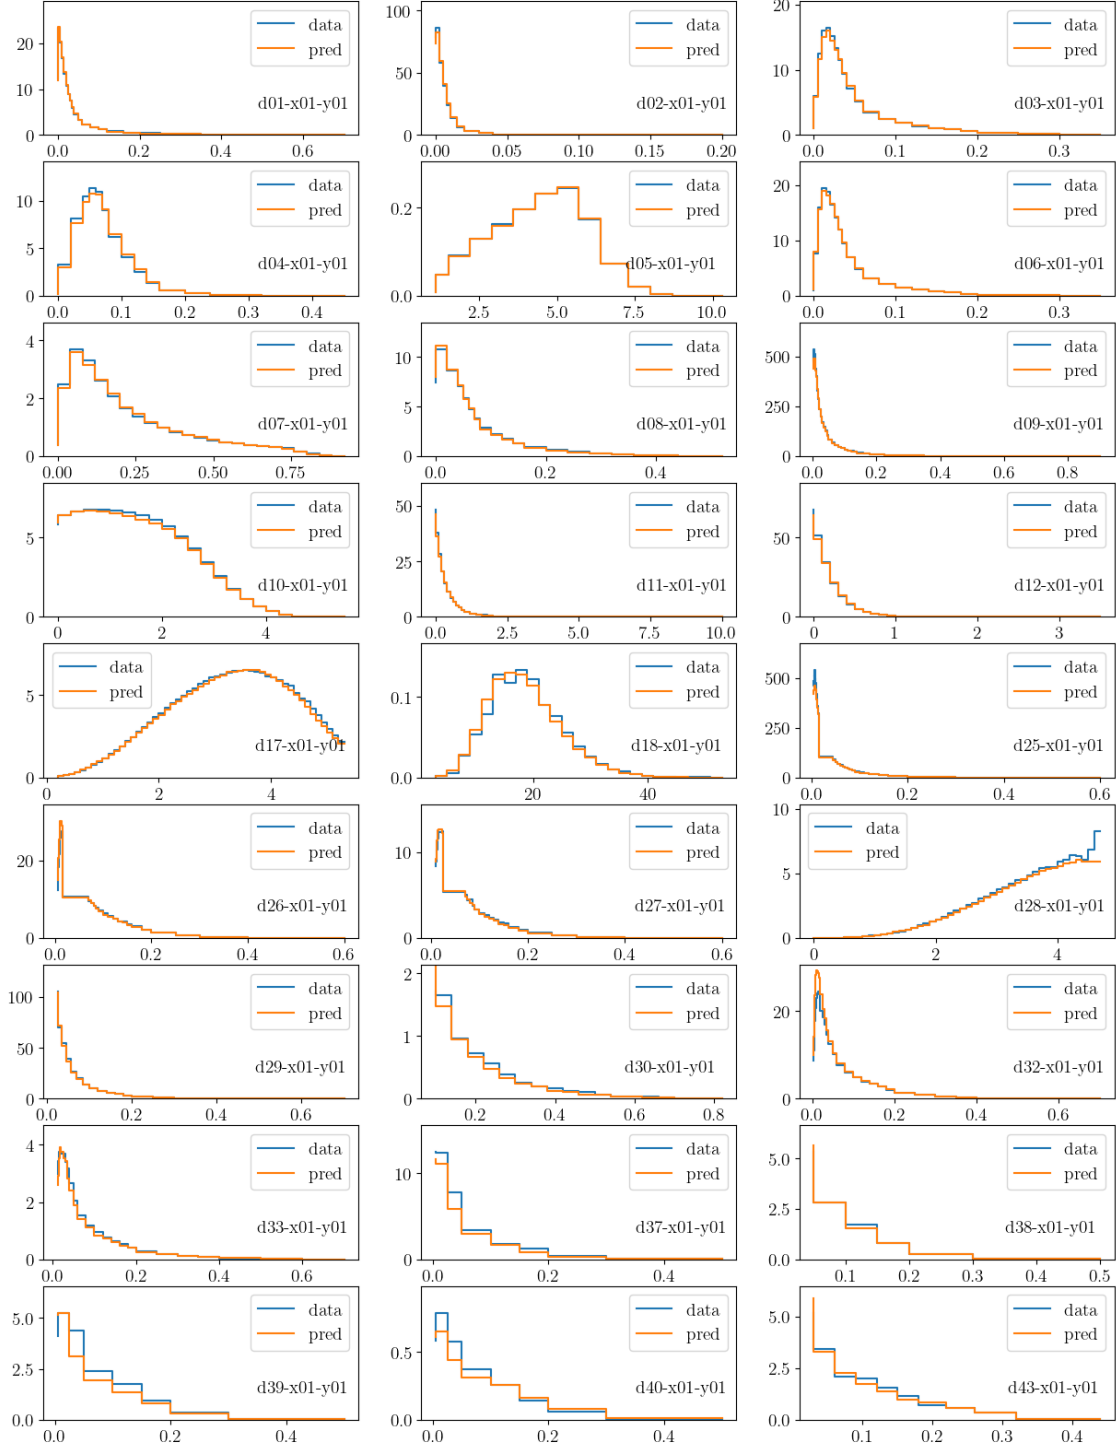 data
pred
d01-x01-y01
20
10
0
0.0 0.2 0.4 0.6
data
pred
d02-x01-y01
100
50
0
0.00 0.05 0.10 0.15 0.20
data
pred
d03-x01-y01
20
10
0
0.0 0.1 0.2 0.3
data
pred
d04-x01-y01
10
5
0
0.0 0.1 0.2 0.3 0.4
data
pred
d05-x01-y01
0.2
0.0
2.5 5.0 7.5 10.0
data
pred
d06-x01-y01
20
10
0
0.0 0.1 0.2 0.3
data
pred
d07-x01-y01
4
2
0
0.00 0.25 0.50 0.75
data
pred
d08-x01-y01
10
5
0
0.0 0.2 0.4
data
pred
d09-x01-y01
500
250
0
0.0 0.2 0.4 0.6 0.8
data
pred
d10-x01-y01
5
0
0 2 4
data
pred
d11-x01-y01
50
25
0
0.0 2.5 5.0 7.5 10.0
data
pred
d12-x01-y01
50
0
0 1 2 3
data
pred
d17-x01-y01
5
0
0 2 4
data
pred
d18-x01-y01
0.1
0.0
20 40
data
pred
d25-x01-y01
500
250
0
0.0 0.2 0.4 0.6
data
pred
d26-x01-y01
20
0
0.0 0.2 0.4 0.6
data
pred
d27-x01-y01
10
0
0.0 0.2 0.4 0.6
data
pred
d28-x01-y01
10
5
0
0 2 4
data
pred
d29-x01-y01
100
50
0
0.0 0.2 0.4 0.6
data
pred
d30-x01-y01
2
1
0
0.2 0.4 0.6 0.8
data
pred
d32-x01-y01
20
0
0.0 0.2 0.4 0.6
data
pred
d33-x01-y01
4
2
0
0.0 0.2 0.4 0.6
data
pred
d37-x01-y01
10
0
0.0 0.2 0.4
data
pred
d38-x01-y01
5.0
2.5
0.0
0.1 0.2 0.3 0.4 0.5
data
pred
d39-x01-y01
5.0
2.5
0.0
0.0 0.2 0.4
data
pred
d40-x01-y01
0.5
0.0
0.0 0.2 0.4
data
pred
d43-x01-y01
5.0
2.5
0.0
0.1 0.2 0.3 0.4